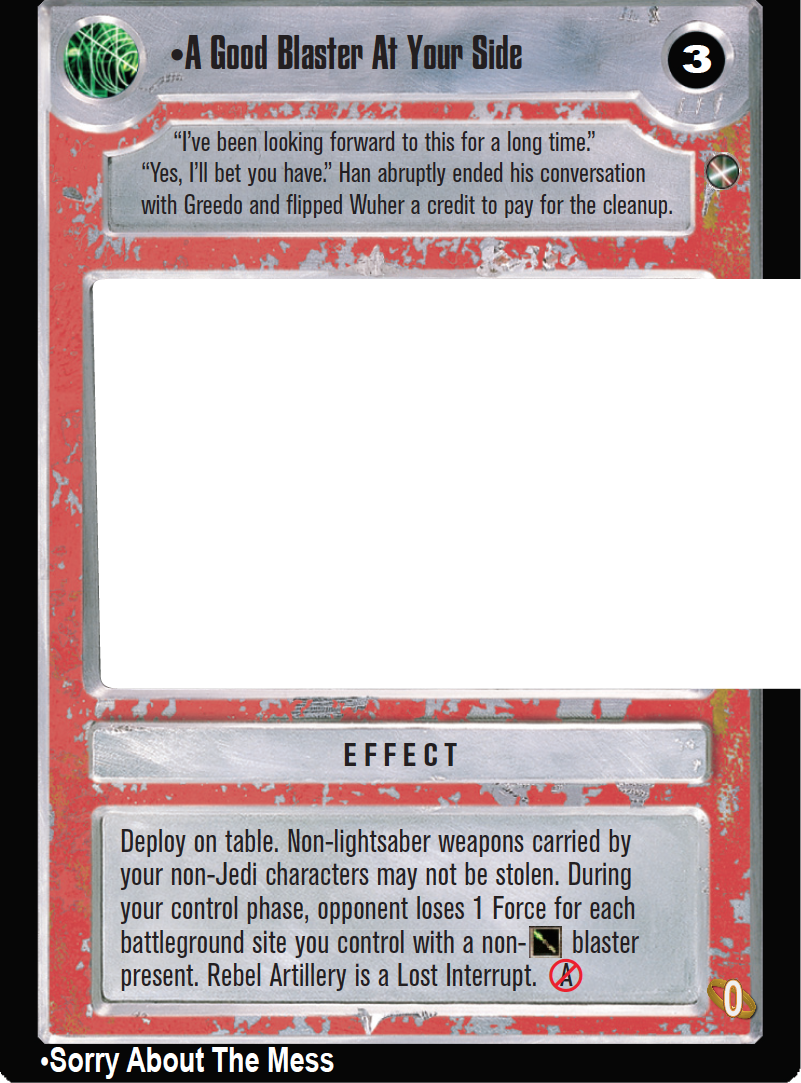 •A Good Blaster At Your Side
3
“I’ve been looking forward to this for a long time.”
“Yes, I’ll bet you have.” Han abruptly ended his conversation
with Greedo and flipped Wuher a credit to pay for the cleanup.
EFFECT
Deploy on table. Non-lightsaber weapons carried by
your non-Jedi characters may not be stolen. During
your control phase, opponent loses 1 Force for each
battleground site you control with a non- blaster
present. Rebel Artillery is a Lost Interrupt. A
0
•Sorry About The Mess